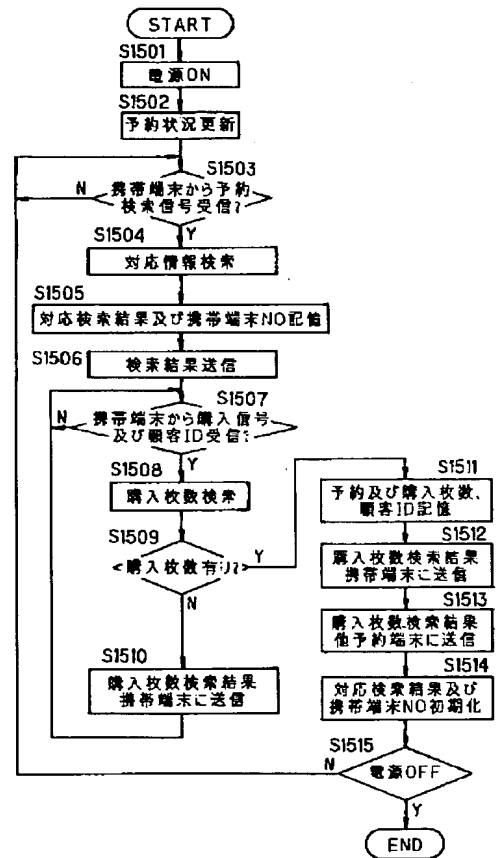 START
S1501
電源ON
S1502
予約状況更新
S1503
N
携帯端末から予約
検索信号受信?
Y
S1504
対応情報検索
S1505
対応検索結果及び携帯端末NO記憶
S1506
検索結果送信
S1507
N
携帯端末から購入信号
及び顧客ID受信?
Y
S1508
購入枚数検索
S1509
購入枚数有り?
Y
N
S1510
購入枚数検索結果
携帯端末に送信
S1511
予約及び購入枚数、
顧客ID記憶
S1512
購入枚数検索結果
携帯端末に送信
S1513
購入枚数検索結果
他予約端末に送信
S1514
対応検索結果及び
携帯端末NO初期化
S1515
N
電源OFF
Y
END